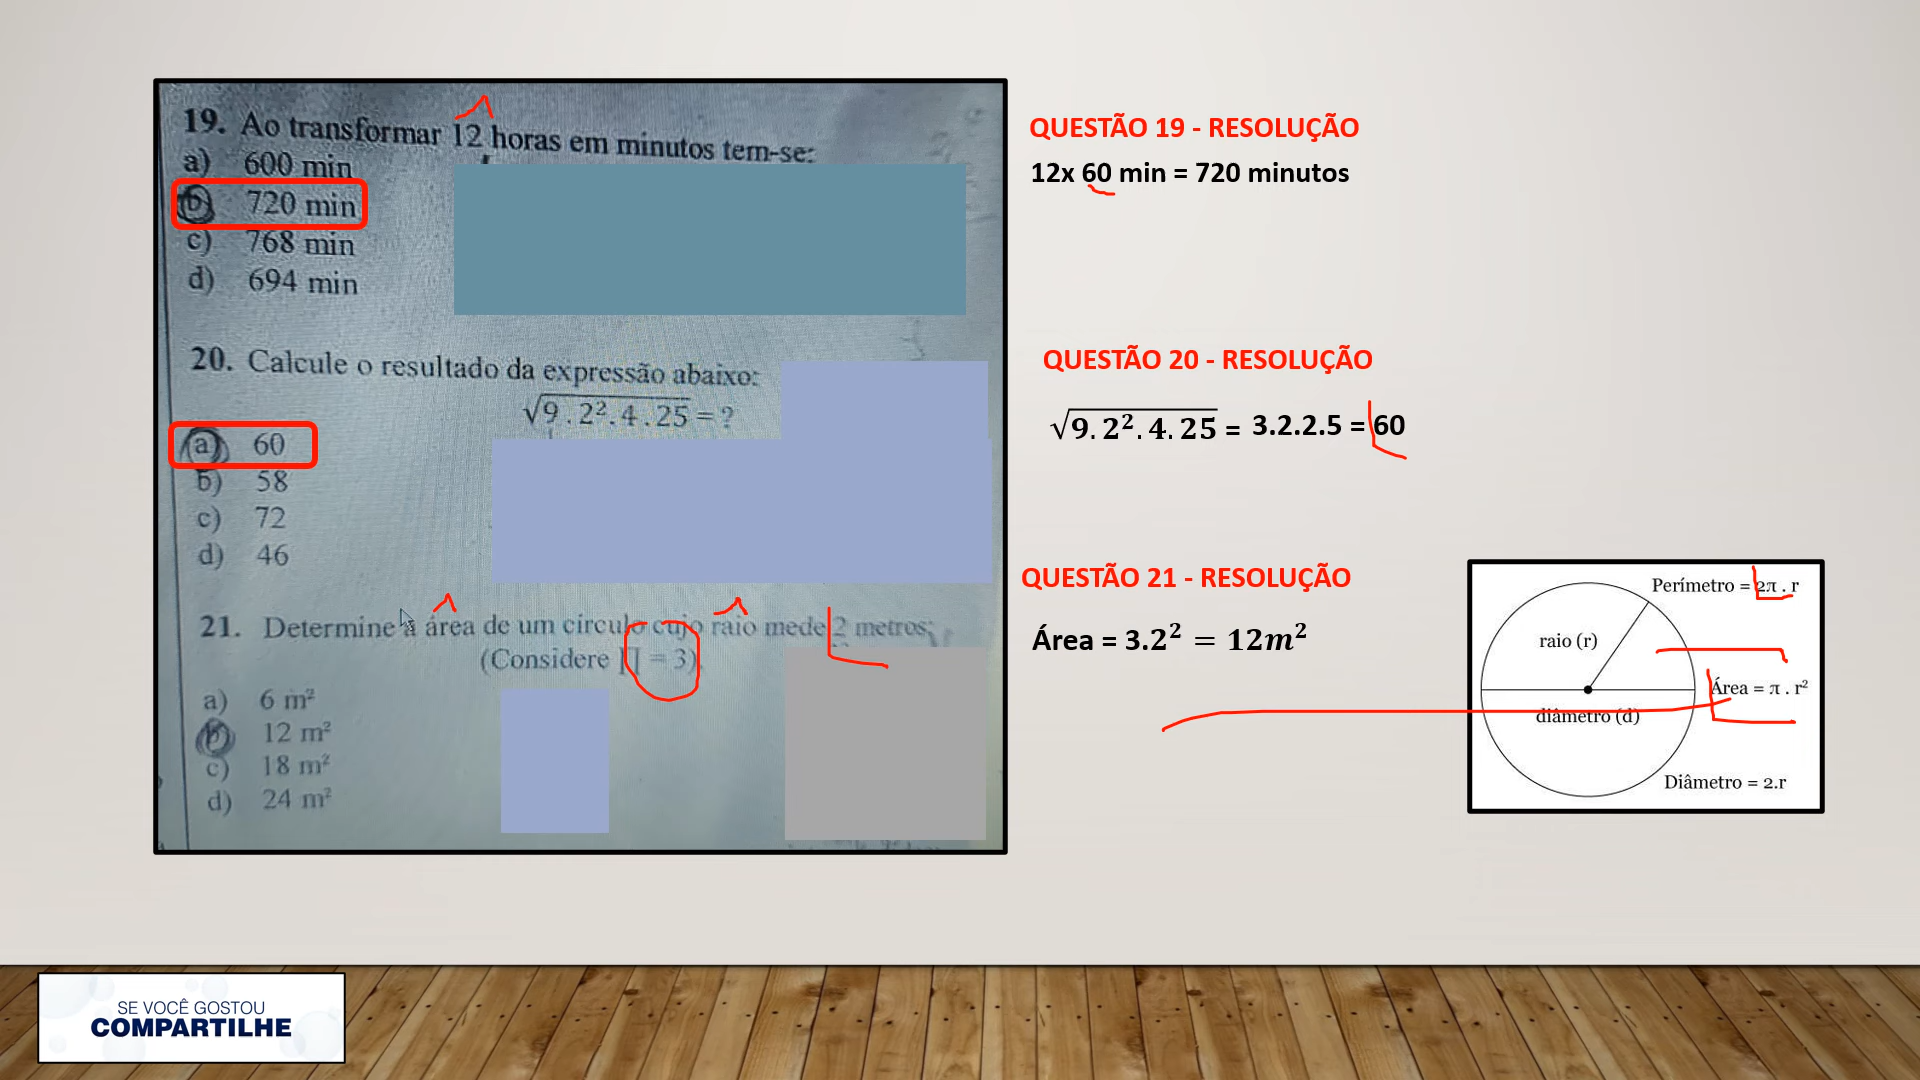 19. Ao transformar 12 horas em minutos tem-se:
a) 600 min
b) 720 min
c) 768 min
d) 694 min
20. Calcule o resultado da expressão abaixo:
√9 . 2² . 4 . 25 = ?
a) 60
b) 58
c) 72
d) 46
21. Determine a área de um círculo cujo raio mede 2 metros:
(Considere ∏ = 3).
a) 6 m²
b) 12 m²
c) 18 m²
d) 24 m²
QUESTÃO 19 - RESOLUÇÃO
12x 60 min = 720 minutos
QUESTÃO 20 - RESOLUÇÃO
√9. 2². 4. 25 = 3.2.2.5 = 60
QUESTÃO 21 - RESOLUÇÃO
Área = 3.2² = 12m²
Perímetro = 2π . r
raio (r)
Área = π . r²
diâmetro (d)
Diâmetro = 2.r
SE VOCÊ GOSTOU
COMPARTILHE